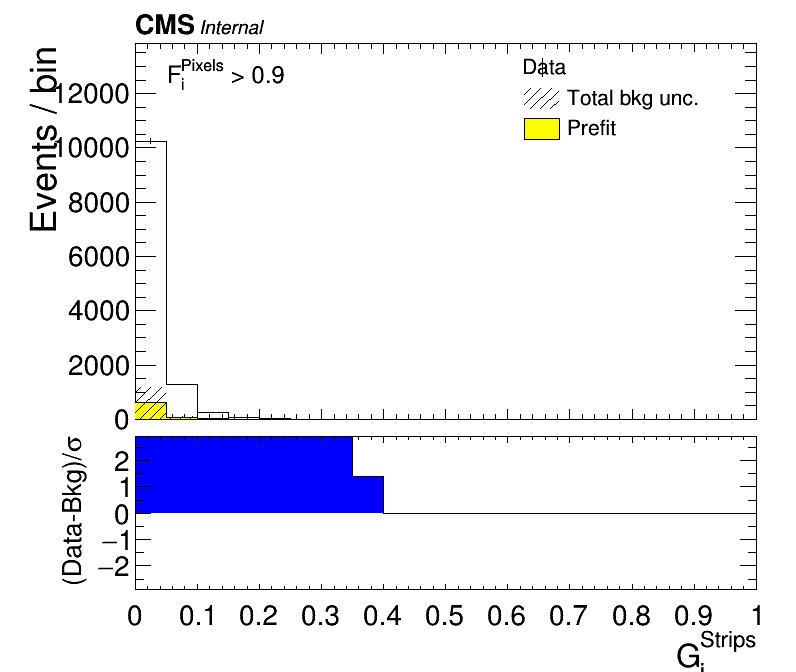 CMS Internal
F_i^Pixels > 0.9
Data
Total bkg unc.
Prefit
Events / bin
12000
10000
8000
6000
4000
2000
0
(Data-Bkg)/σ
2
1
0
−1
−2
0 0.1 0.2 0.3 0.4 0.5 0.6 0.7 0.8 0.9 1
G_i^Strips